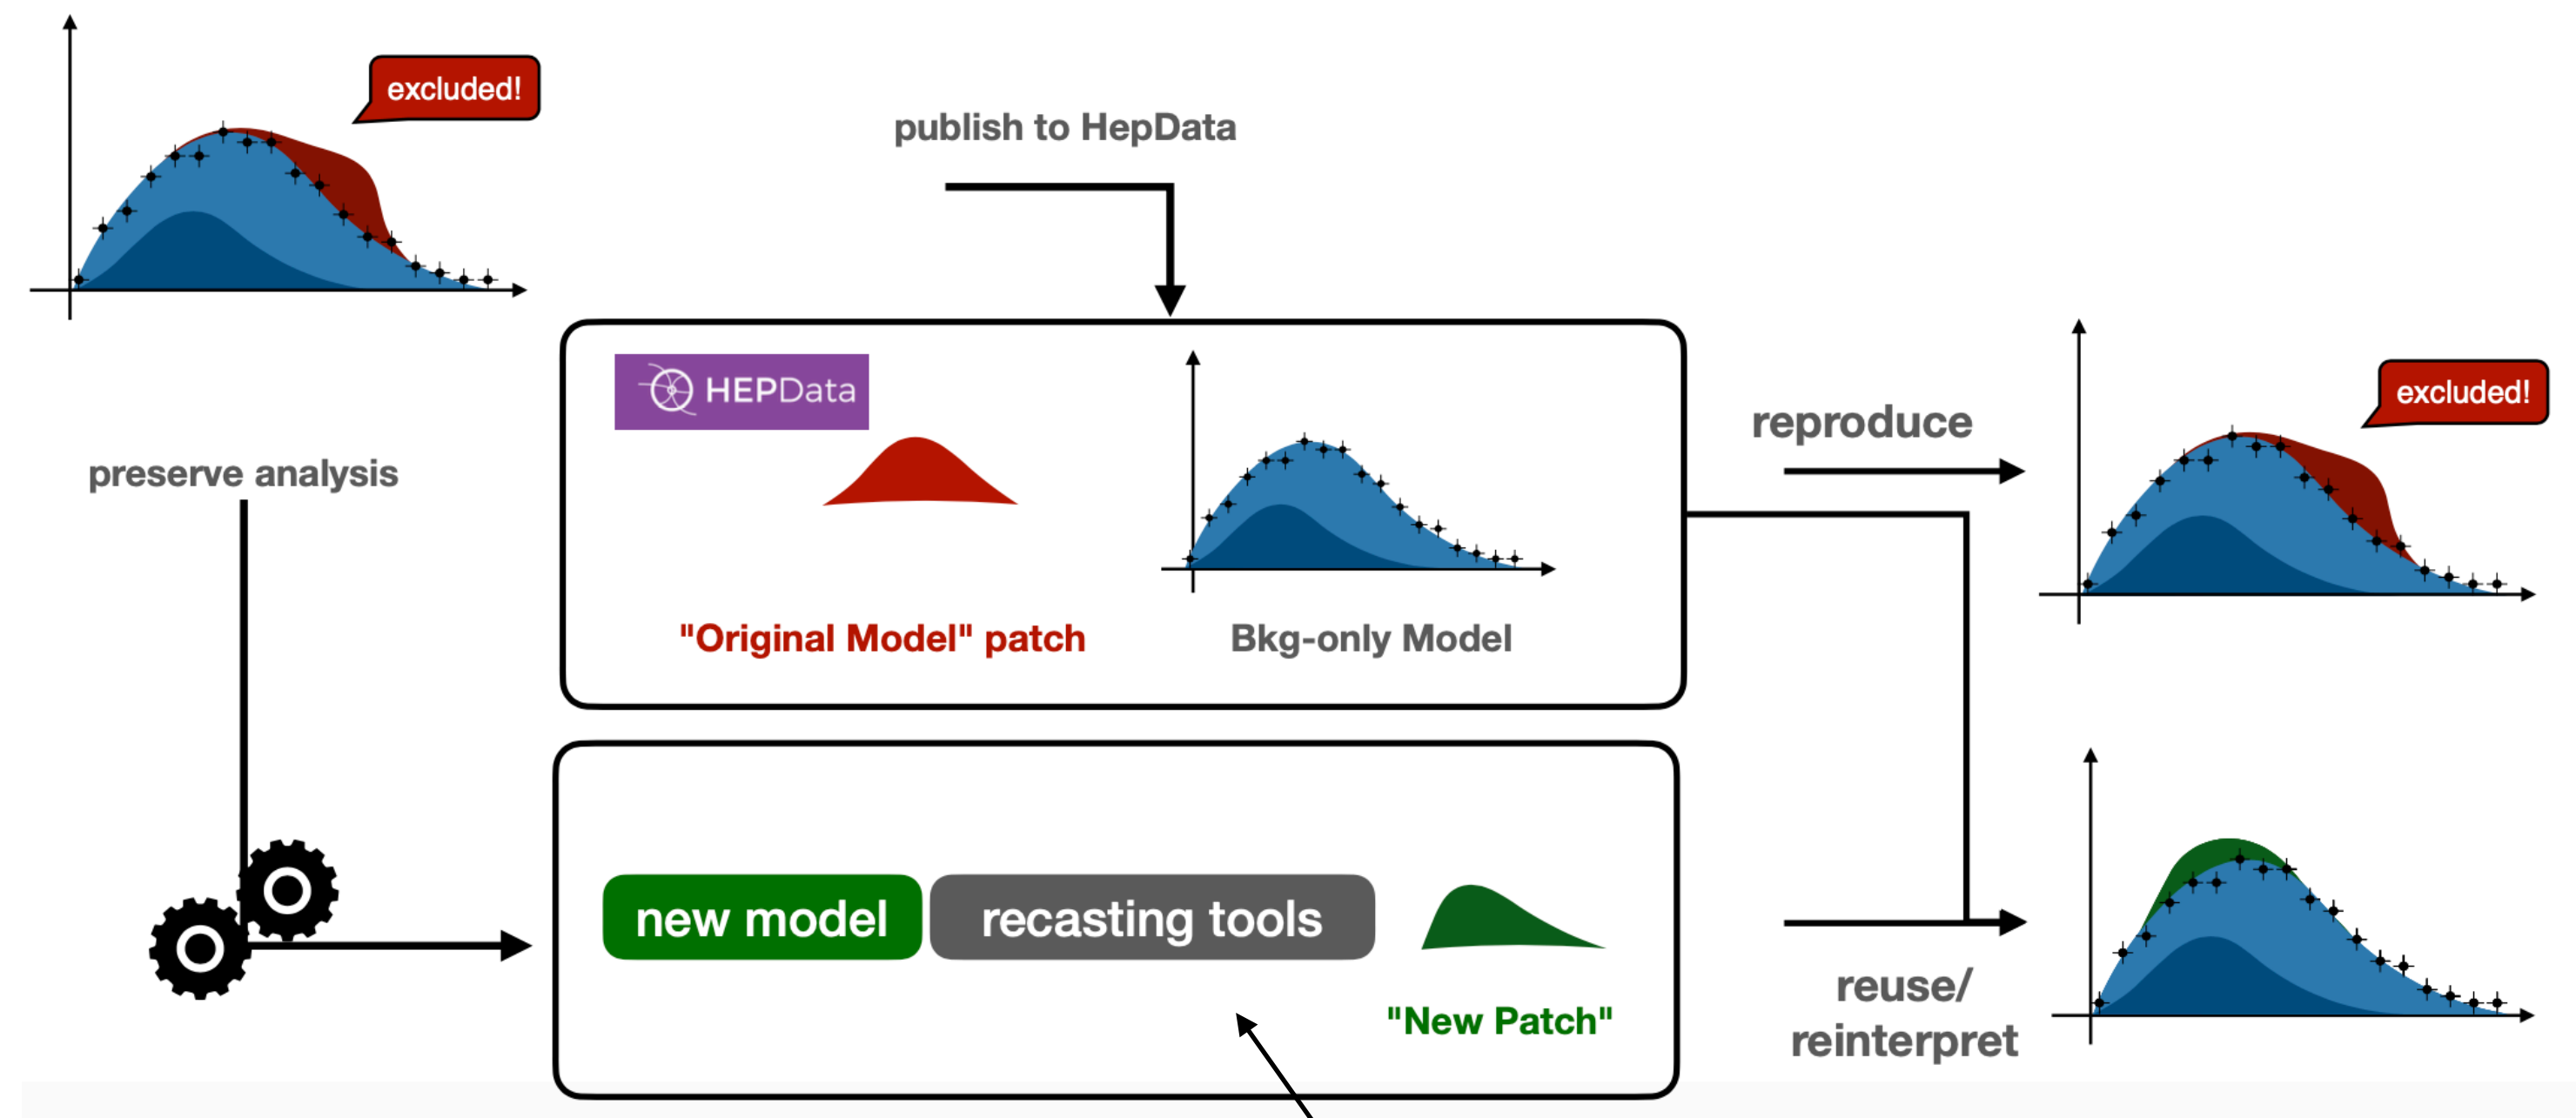 excluded!
publish to HepData
HEPData
"Original Model" patch
Bkg-only Model
preserve analysis
reproduce
excluded!
new model
recasting tools
"New Patch"
reuse/
reinterpret